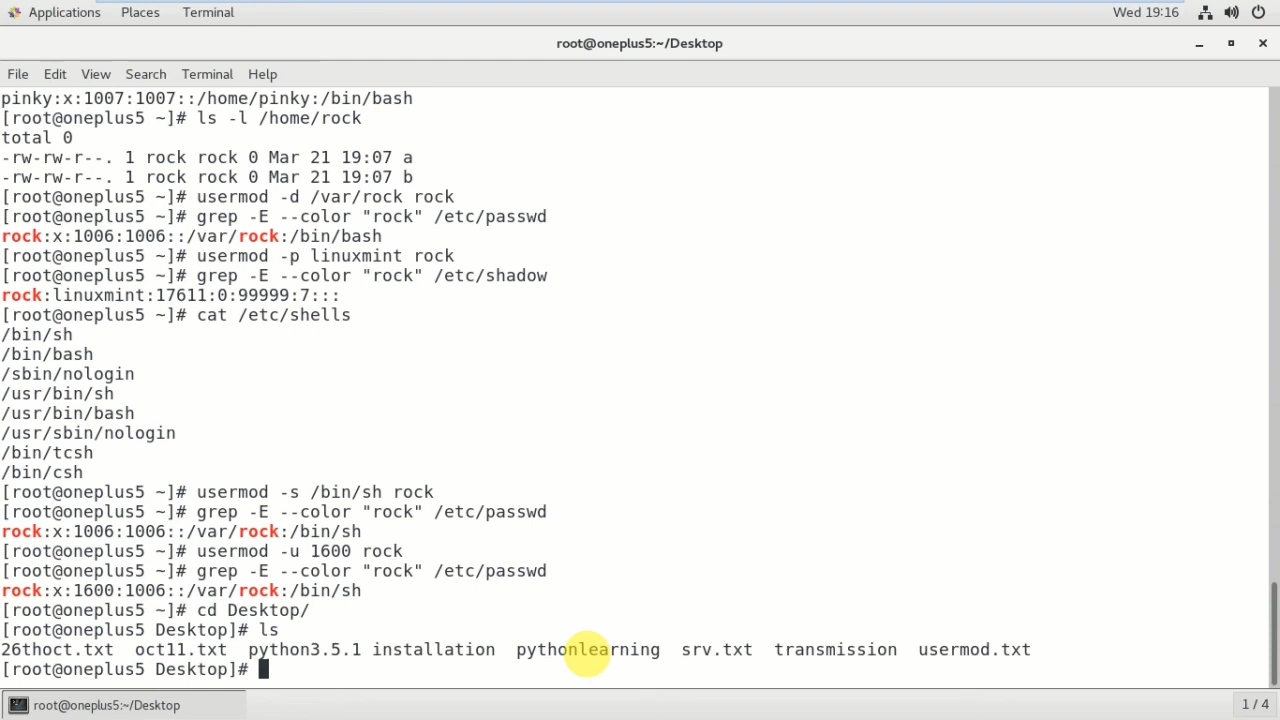 Applications Places Terminal Wed 19:16
root@oneplus5:~/Desktop
File Edit View Search Terminal Help
pinky:x:1007:1007::/home/pinky:/bin/bash
[root@oneplus5 ~]# ls -l /home/rock
total 0
-rw-rw-r--. 1 rock rock 0 Mar 21 19:07 a
-rw-rw-r--. 1 rock rock 0 Mar 21 19:07 b
[root@oneplus5 ~]# usermod -d /var/rock rock
[root@oneplus5 ~]# grep -E --color "rock" /etc/passwd
rock:x:1006:1006::/var/rock:/bin/bash
[root@oneplus5 ~]# usermod -p linuxmint rock
[root@oneplus5 ~]# grep -E --color "rock" /etc/shadow
rock:linuxmint:17611:0:99999:7:::
[root@oneplus5 ~]# cat /etc/shells
/bin/sh
/bin/bash
/sbin/nologin
/usr/bin/sh
/usr/bin/bash
/usr/sbin/nologin
/bin/tcsh
/bin/csh
[root@oneplus5 ~]# usermod -s /bin/sh rock
[root@oneplus5 ~]# grep -E --color "rock" /etc/passwd
rock:x:1006:1006::/var/rock:/bin/sh
[root@oneplus5 ~]# usermod -u 1600 rock
[root@oneplus5 ~]# grep -E --color "rock" /etc/passwd
rock:x:1600:1006::/var/rock:/bin/sh
[root@oneplus5 ~]# cd Desktop/
[root@oneplus5 Desktop]# ls
26thoct.txt oct11.txt python3.5.1 installation pythonlearning srv.txt transmission usermod.txt
[root@oneplus5 Desktop]#
root@oneplus5:~/Desktop 1 / 4